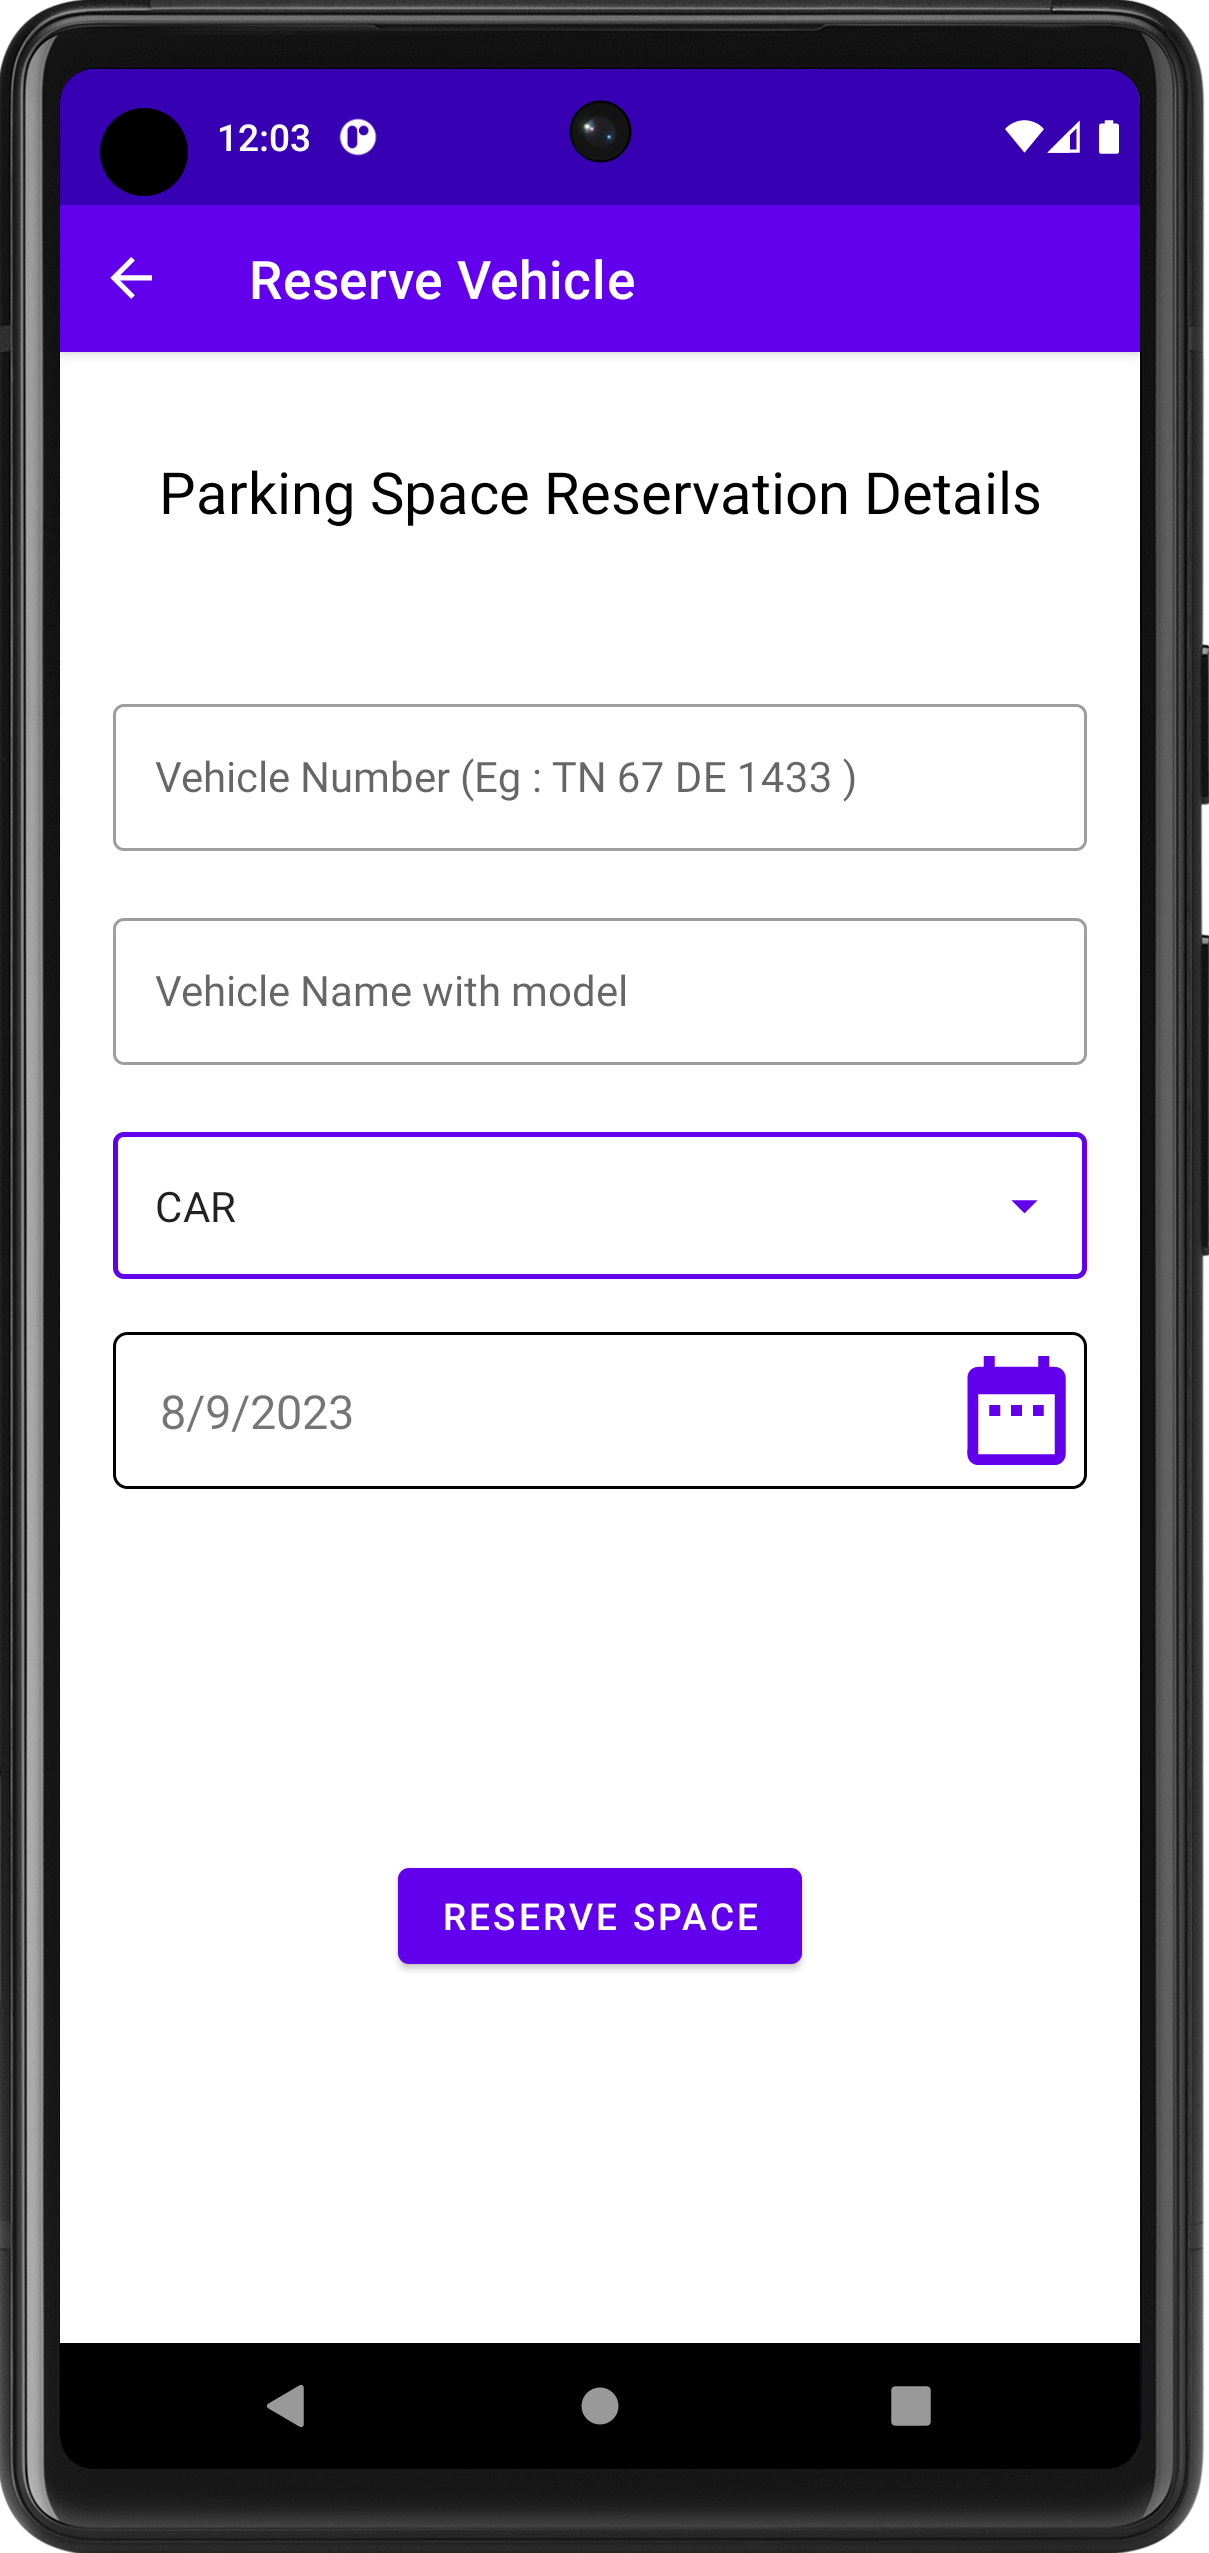 12:03
Reserve Vehicle
Parking Space Reservation Details
Vehicle Number (Eg : TN 67 DE 1433 )
Vehicle Name with model
CAR
8/9/2023
RESERVE SPACE